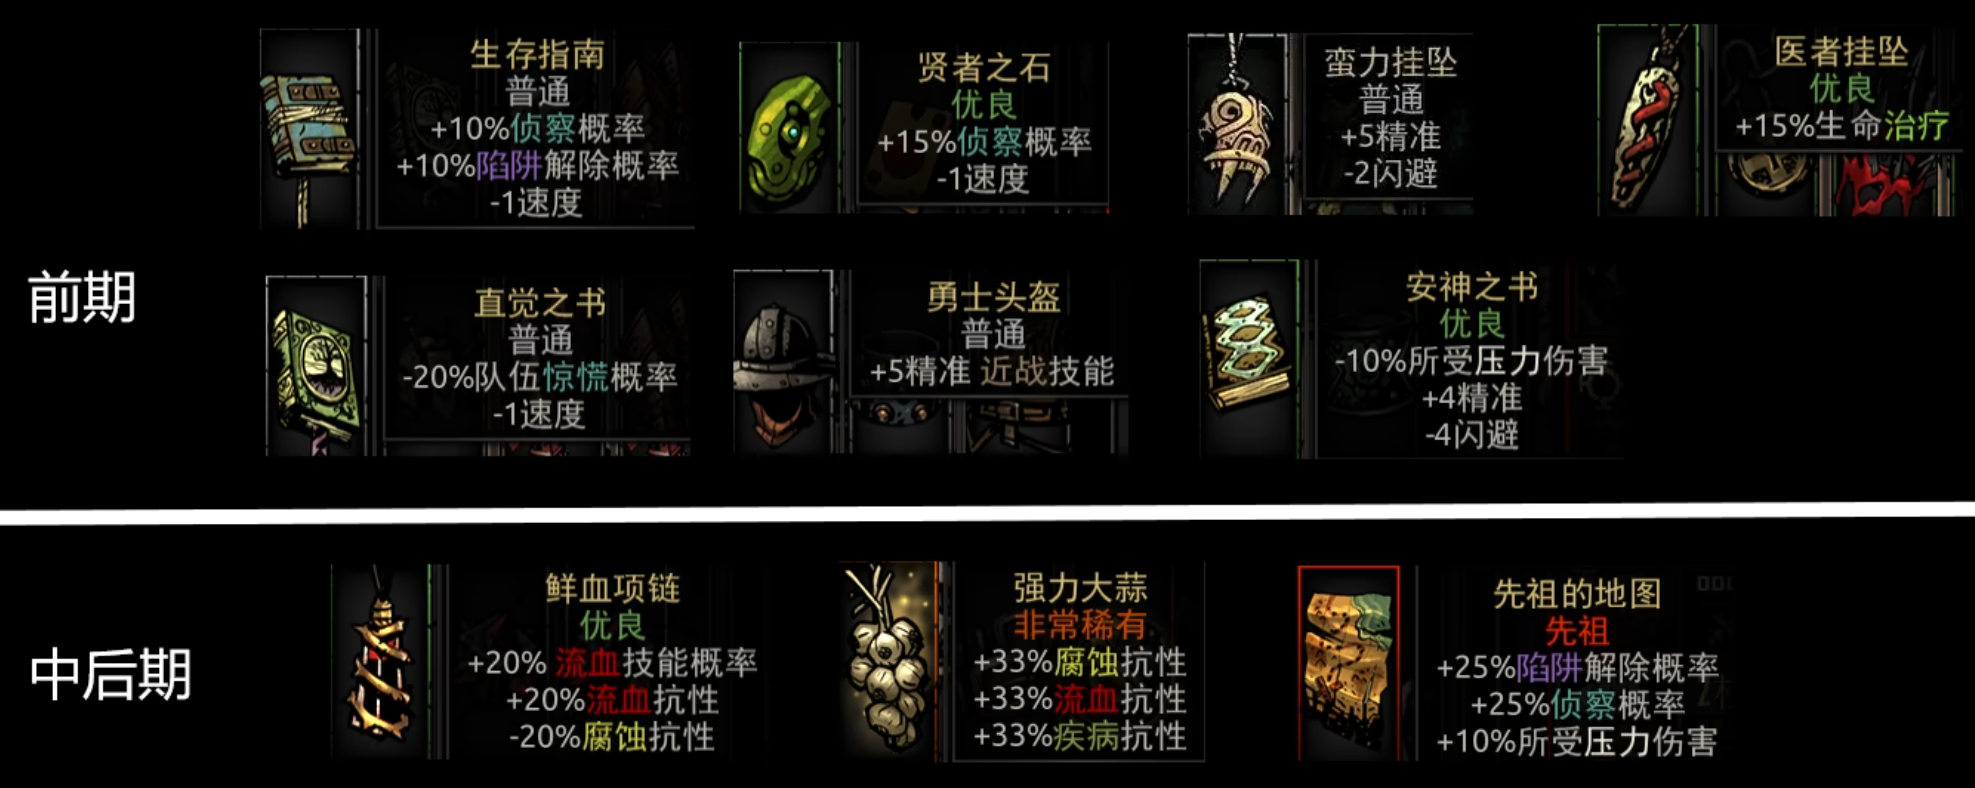 前期
生存指南
普通
+10%侦察概率
+10%陷阱解除概率
-1速度
贤者之石
优良
+15%侦察概率
-1速度
蛮力挂坠
普通
+5精准
-2闪避
医者挂坠
优良
+15%生命治疗
直觉之书
普通
-20%队伍惊慌概率
-1速度
勇士头盔
普通
+5精准 近战技能
安神之书
优良
-10%所受压力伤害
+4精准
-4闪避
中后期
鲜血项链
优良
+20% 流血技能概率
+20%流血抗性
-20%腐蚀抗性
强力大蒜
非常稀有
+33%腐蚀抗性
+33%流血抗性
+33%疾病抗性
先祖的地图
先祖
+25%陷阱解除概率
+25%侦察概率
+10%所受压力伤害